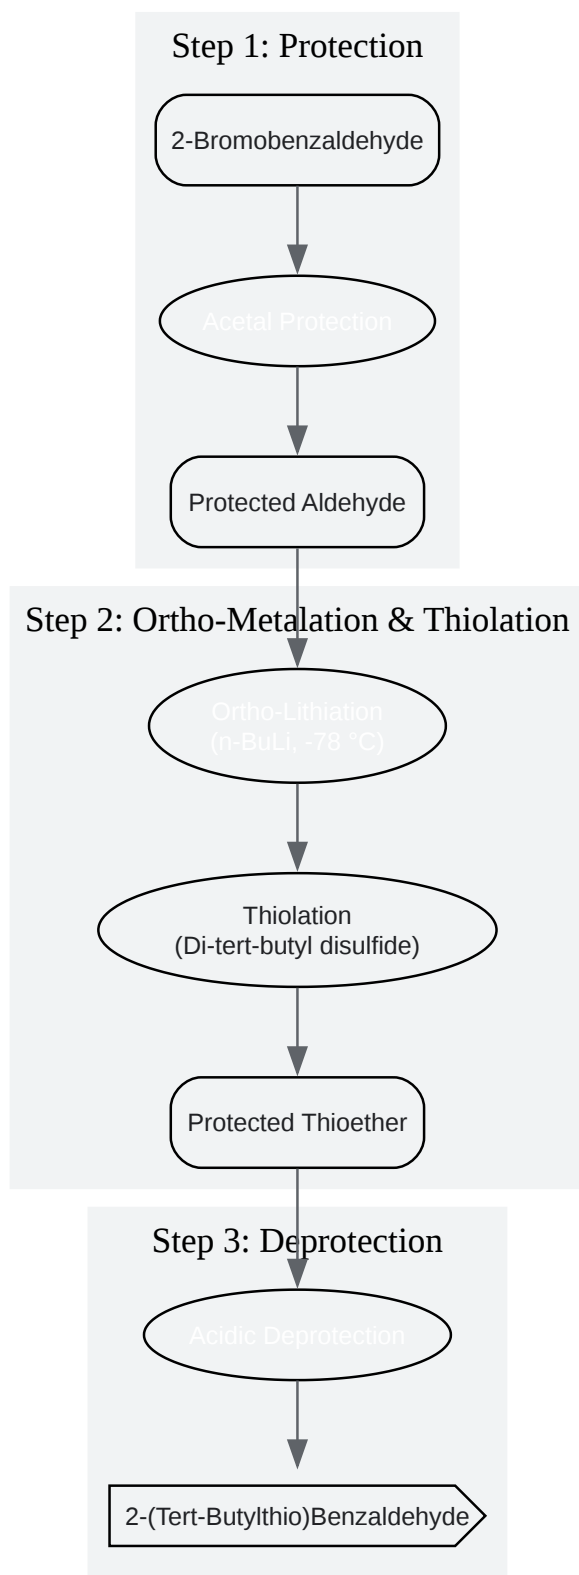 Step 1: Protection
2-Bromobenzaldehyde
Acetal Protection
Protected Aldehyde
Step 2: Ortho-Metalation & Thiolation
Ortho-Lithiation
(n-BuLi, -78 °C)
Thiolation
(Di-tert-butyl disulfide)
Protected Thioether
Step 3: Deprotection
Acidic Deprotection
2-(Tert-Butylthio)Benzaldehyde